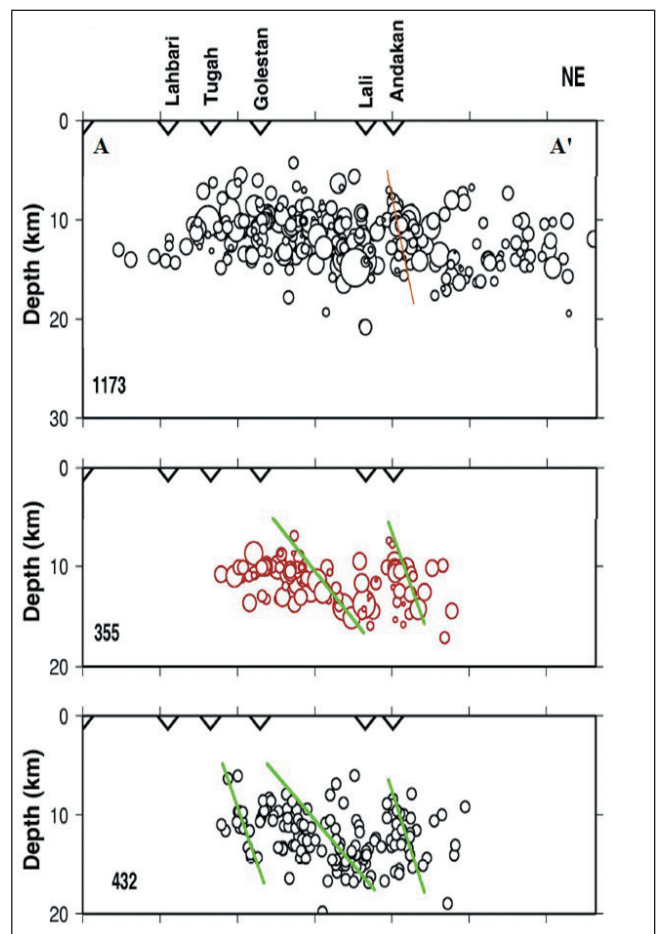 Lahbari
Tugah
Golestan
Lali
Andakan
NE
0
A
A'
10
20
30
Depth (km)
1173
0
10
20
Depth (km)
355
0
10
20
Depth (km)
432